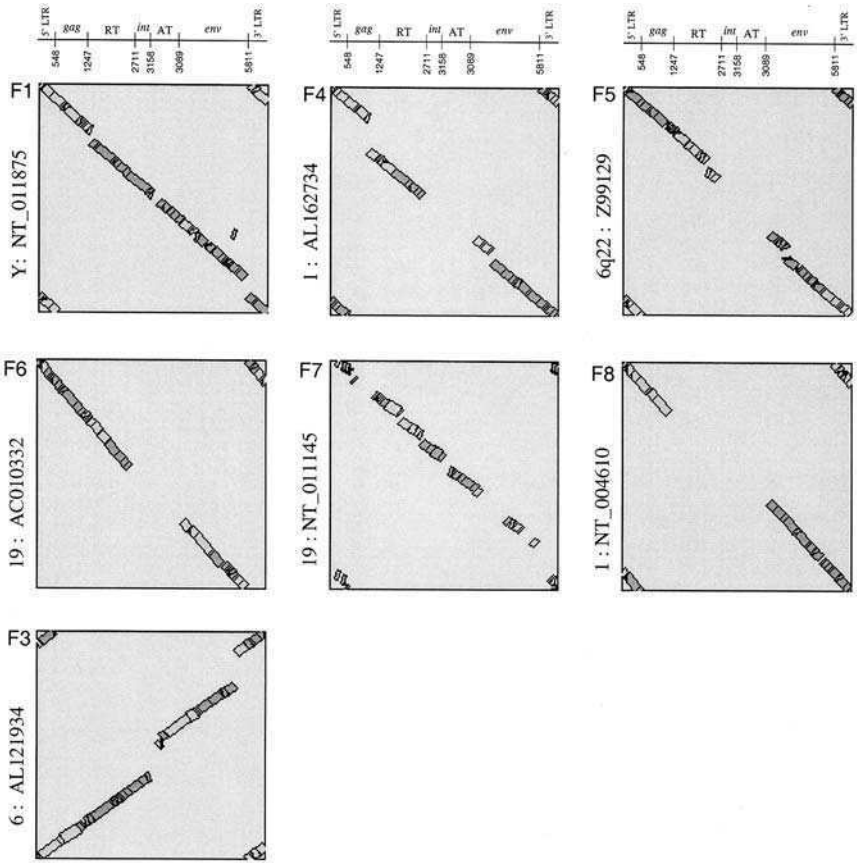 5' LTR gag RT int AT env 3' LTR
548 1247 2711 3158 3089 5811
5' LTR gag RT int AT env 3' LTR
548 1247 2711 3158 3089 5811
5' LTR gag RT int AT env 3' LTR
548 1247 2711 3158 3089 5811
F1
Y: NT_011875
F4
1 : AL162734
F5
6q22 : Z99129
F6
19 : AC010332
F7
19 : NT_011145
F8
1 : NT_004610
F3
6 : AL121934